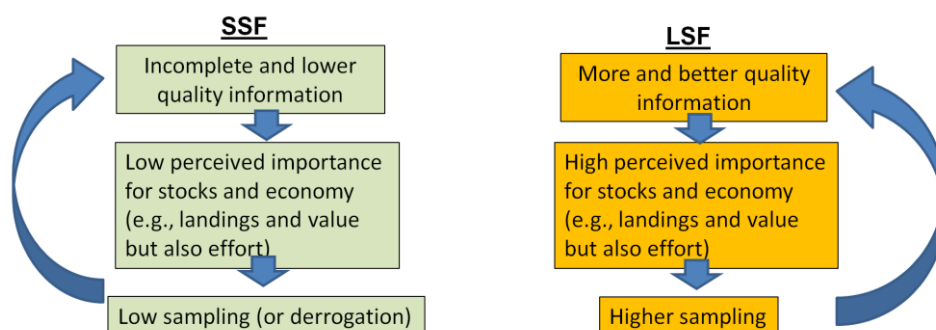 SSF
Incomplete and lower
quality information
Low perceived importance
for stocks and economy
(e.g., landings and value
but also effort)
Low sampling (or derrogation)
LSF
More and better quality
information
High perceived importance
for stocks and economy
(e.g., landings and value
but also effort)
Higher sampling